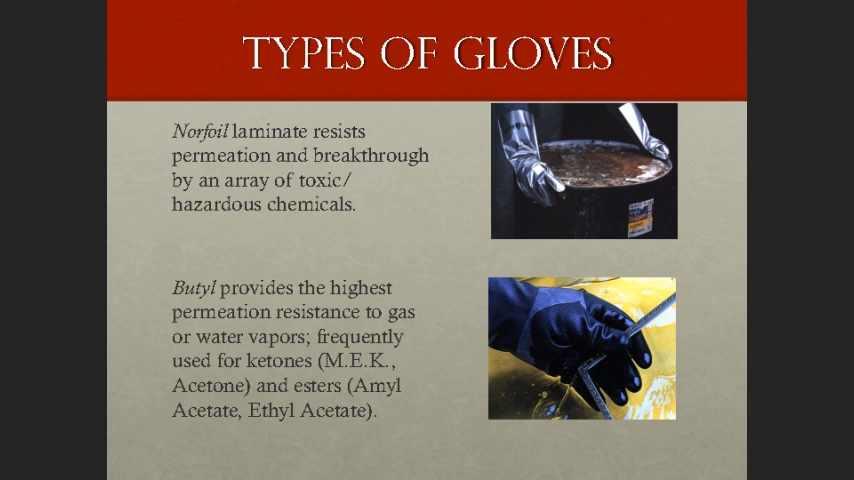 TYPES OF GLOVES
Norfoil laminate resists
permeation and breakthrough
by an array of toxic/
hazardous chemicals.
Butyl provides the highest
permeation resistance to gas
or water vapors; frequently
used for ketones (M.E.K.,
Acetone) and esters (Amyl
Acetate, Ethyl Acetate).